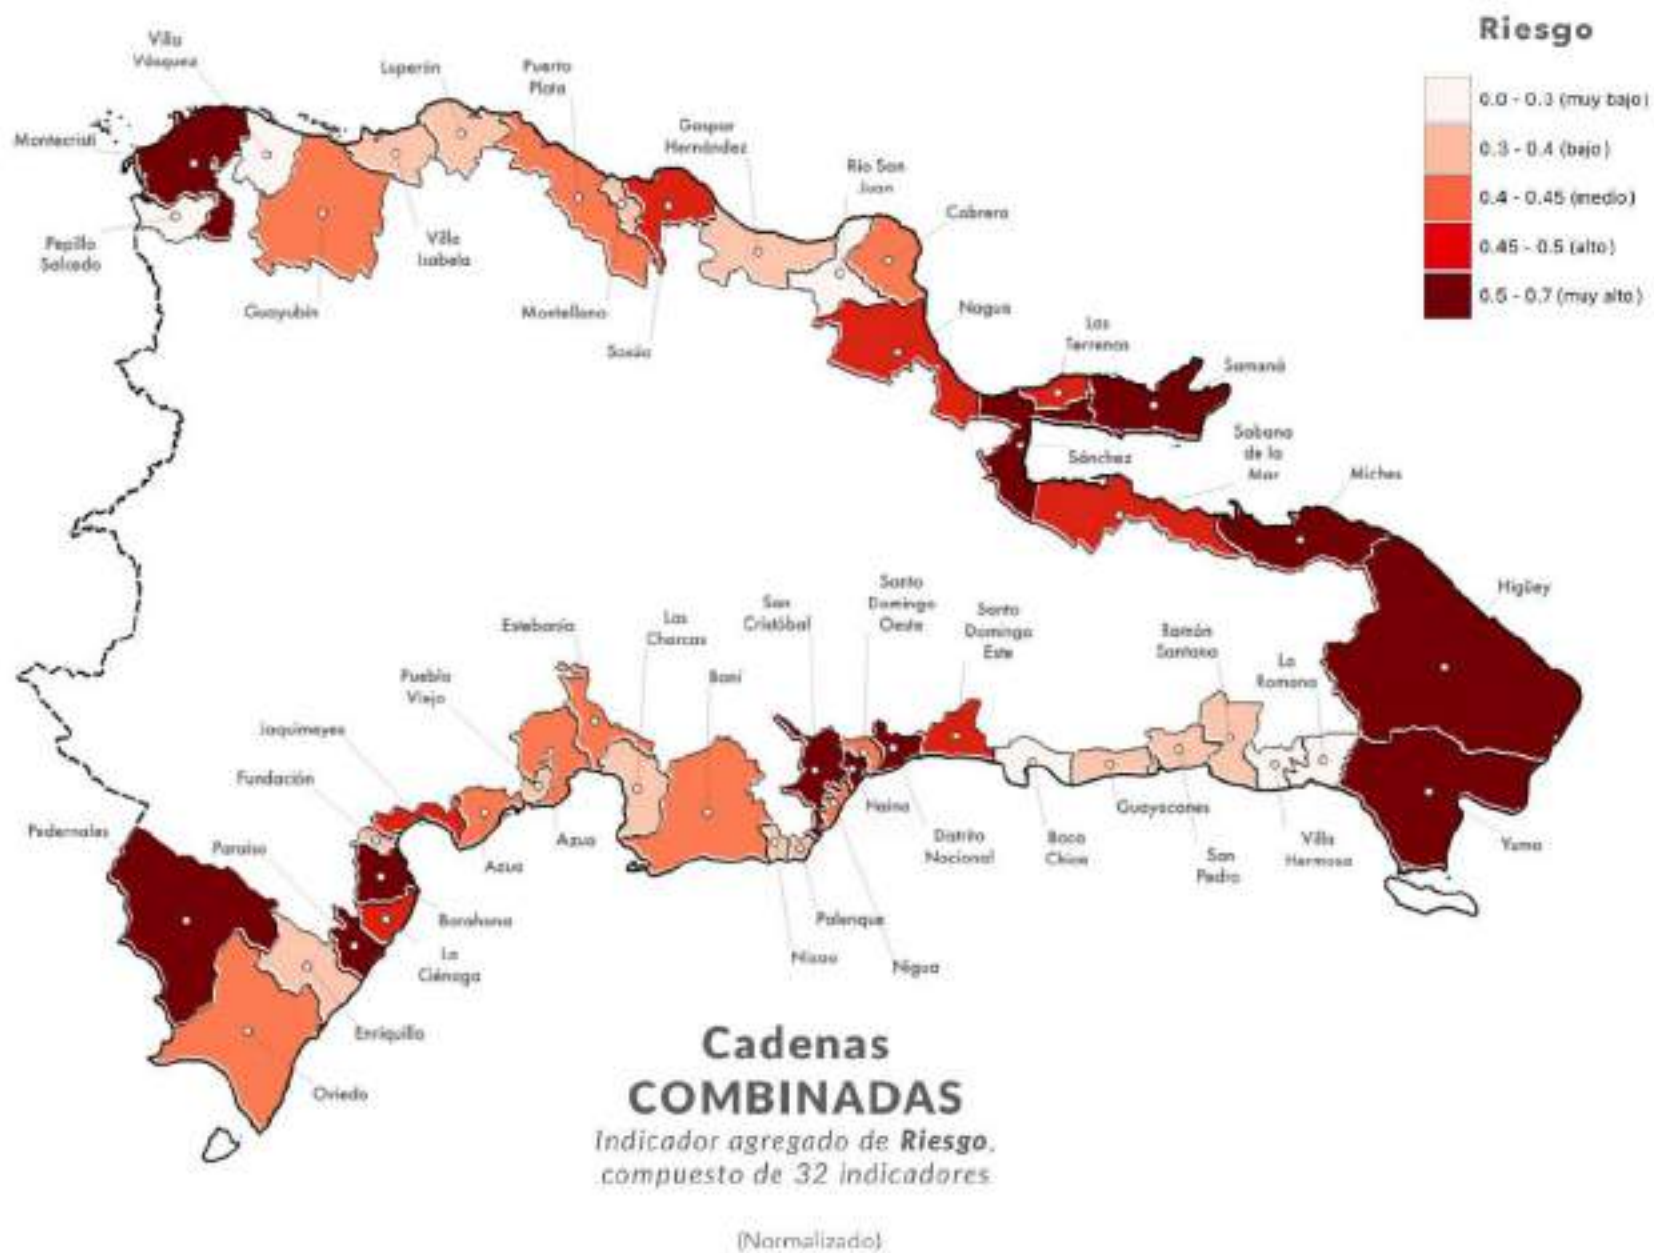 Riesgo
0.0 - 0.3 (muy bajo)
0.3 - 0.4 (bajo)
0.4 - 0.45 (medio)
0.45 - 0.5 (alto)
0.5 - 0.7 (muy alto)
Villa
Vásquez
Luperón
Puerto
Plata
Montecristi
Gaspar
Hernández
Río San
Juan
Cabrera
Pepillo
Salcedo
Villa
Isabela
Guayubín
Montellano
Sosúa
Nagua
Las
Terrenas
Samaná
Sánchez
Sabana
de la
Mar
Miches
Higüey
Estebanía
Las
Charcas
San
Cristóbal
Santo
Domingo
Oeste
Santo
Domingo
Este
Ramón
Santana
La
Romana
Pueblo
Viejo
Baní
Jaquimeyes
Fundación
Pedernales
Paraíso
Azua
Azua
Haina
Distrito
Nacional
Boca
Chica
Guayacanes
San
Pedro
Villa
Hermosa
Yuma
Barahona
La
Ciénaga
Palenque
Nizao
Nigua
Enriquillo
Oviedo
Cadenas
COMBINADAS
Indicador agregado de Riesgo,
compuesto de 32 indicadores
(Normalizado)